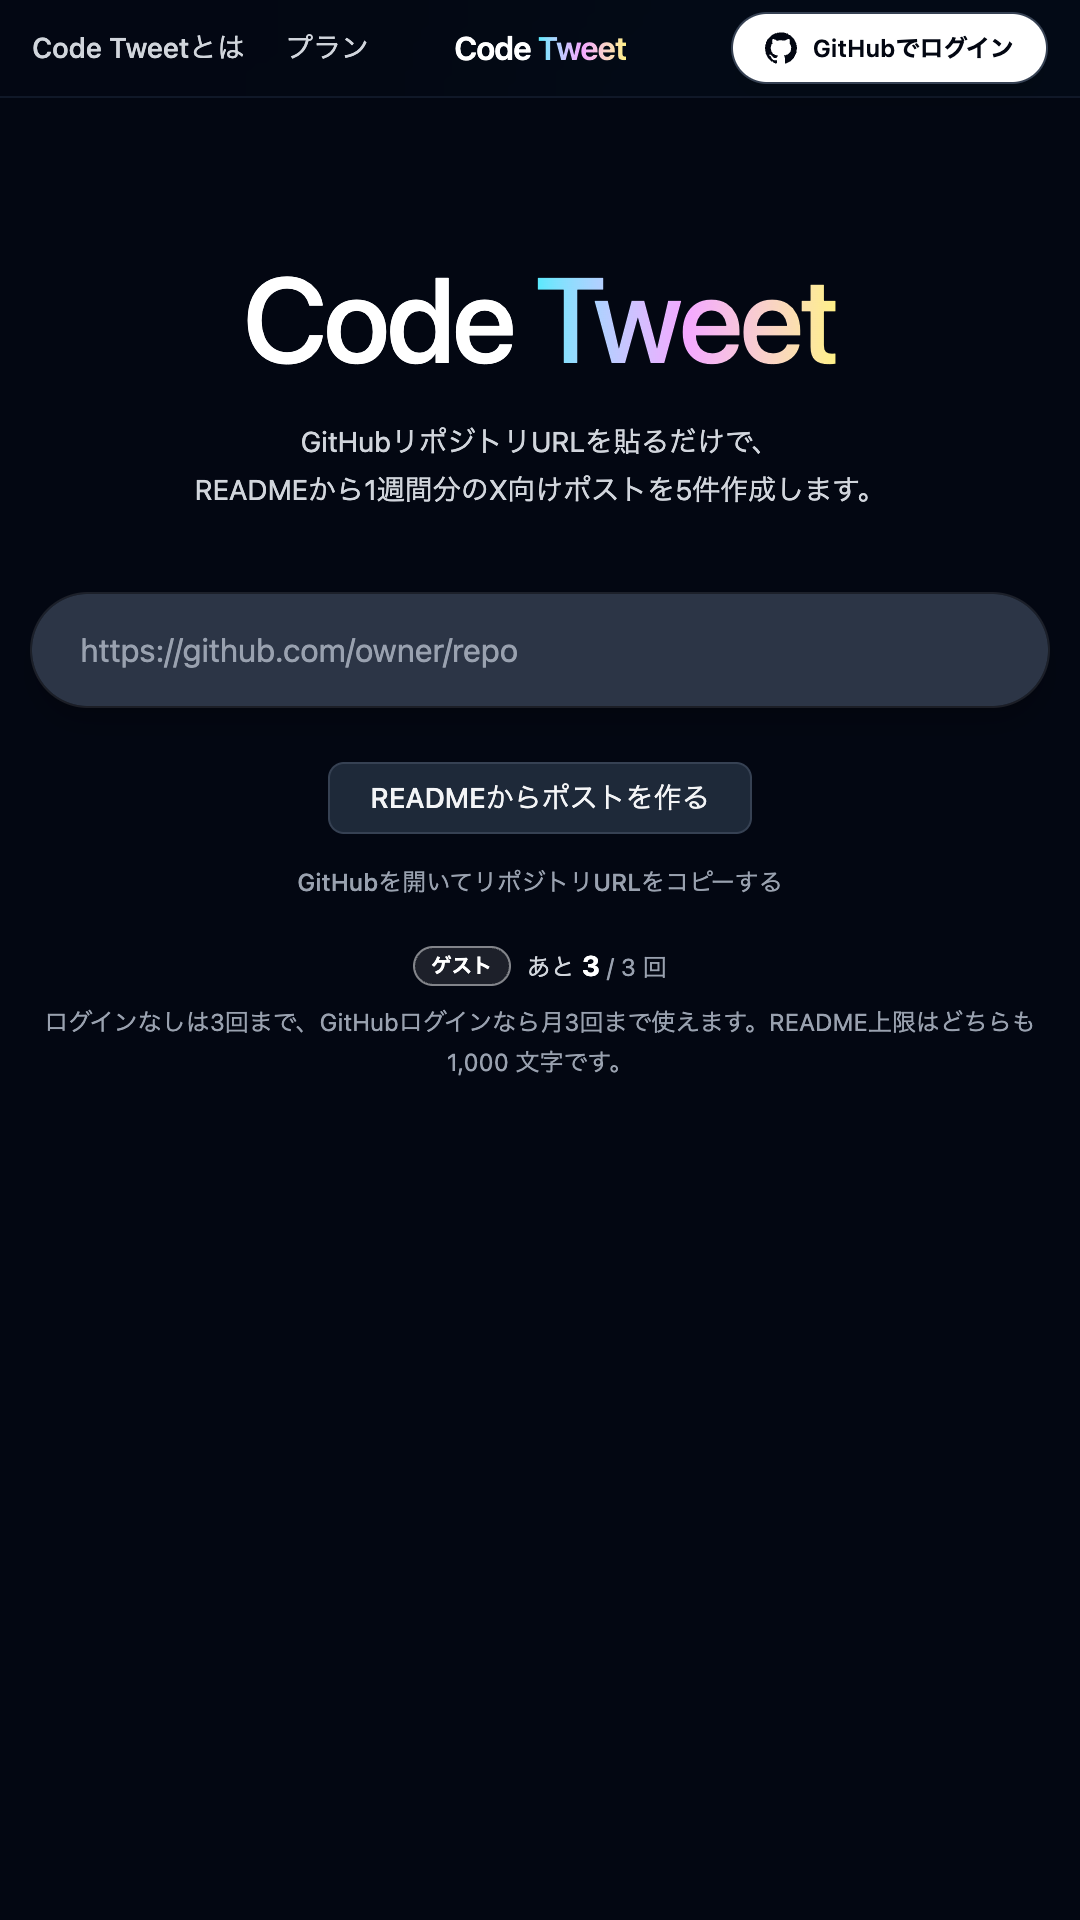 Code Tweetとは
プラン
Code Tweet
GitHubでログイン
Code Tweet
GitHubリポジトリURLを貼るだけで、
READMEから1週間分のX向けポストを5件作成します。
https://github.com/owner/repo
READMEからポストを作る
GitHubを開いてリポジトリURLをコピーする
ゲスト あと 3 / 3 回
ログインなしは3回まで、GitHubログインなら月3回まで使えます。README上限はどちらも
1,000 文字です。